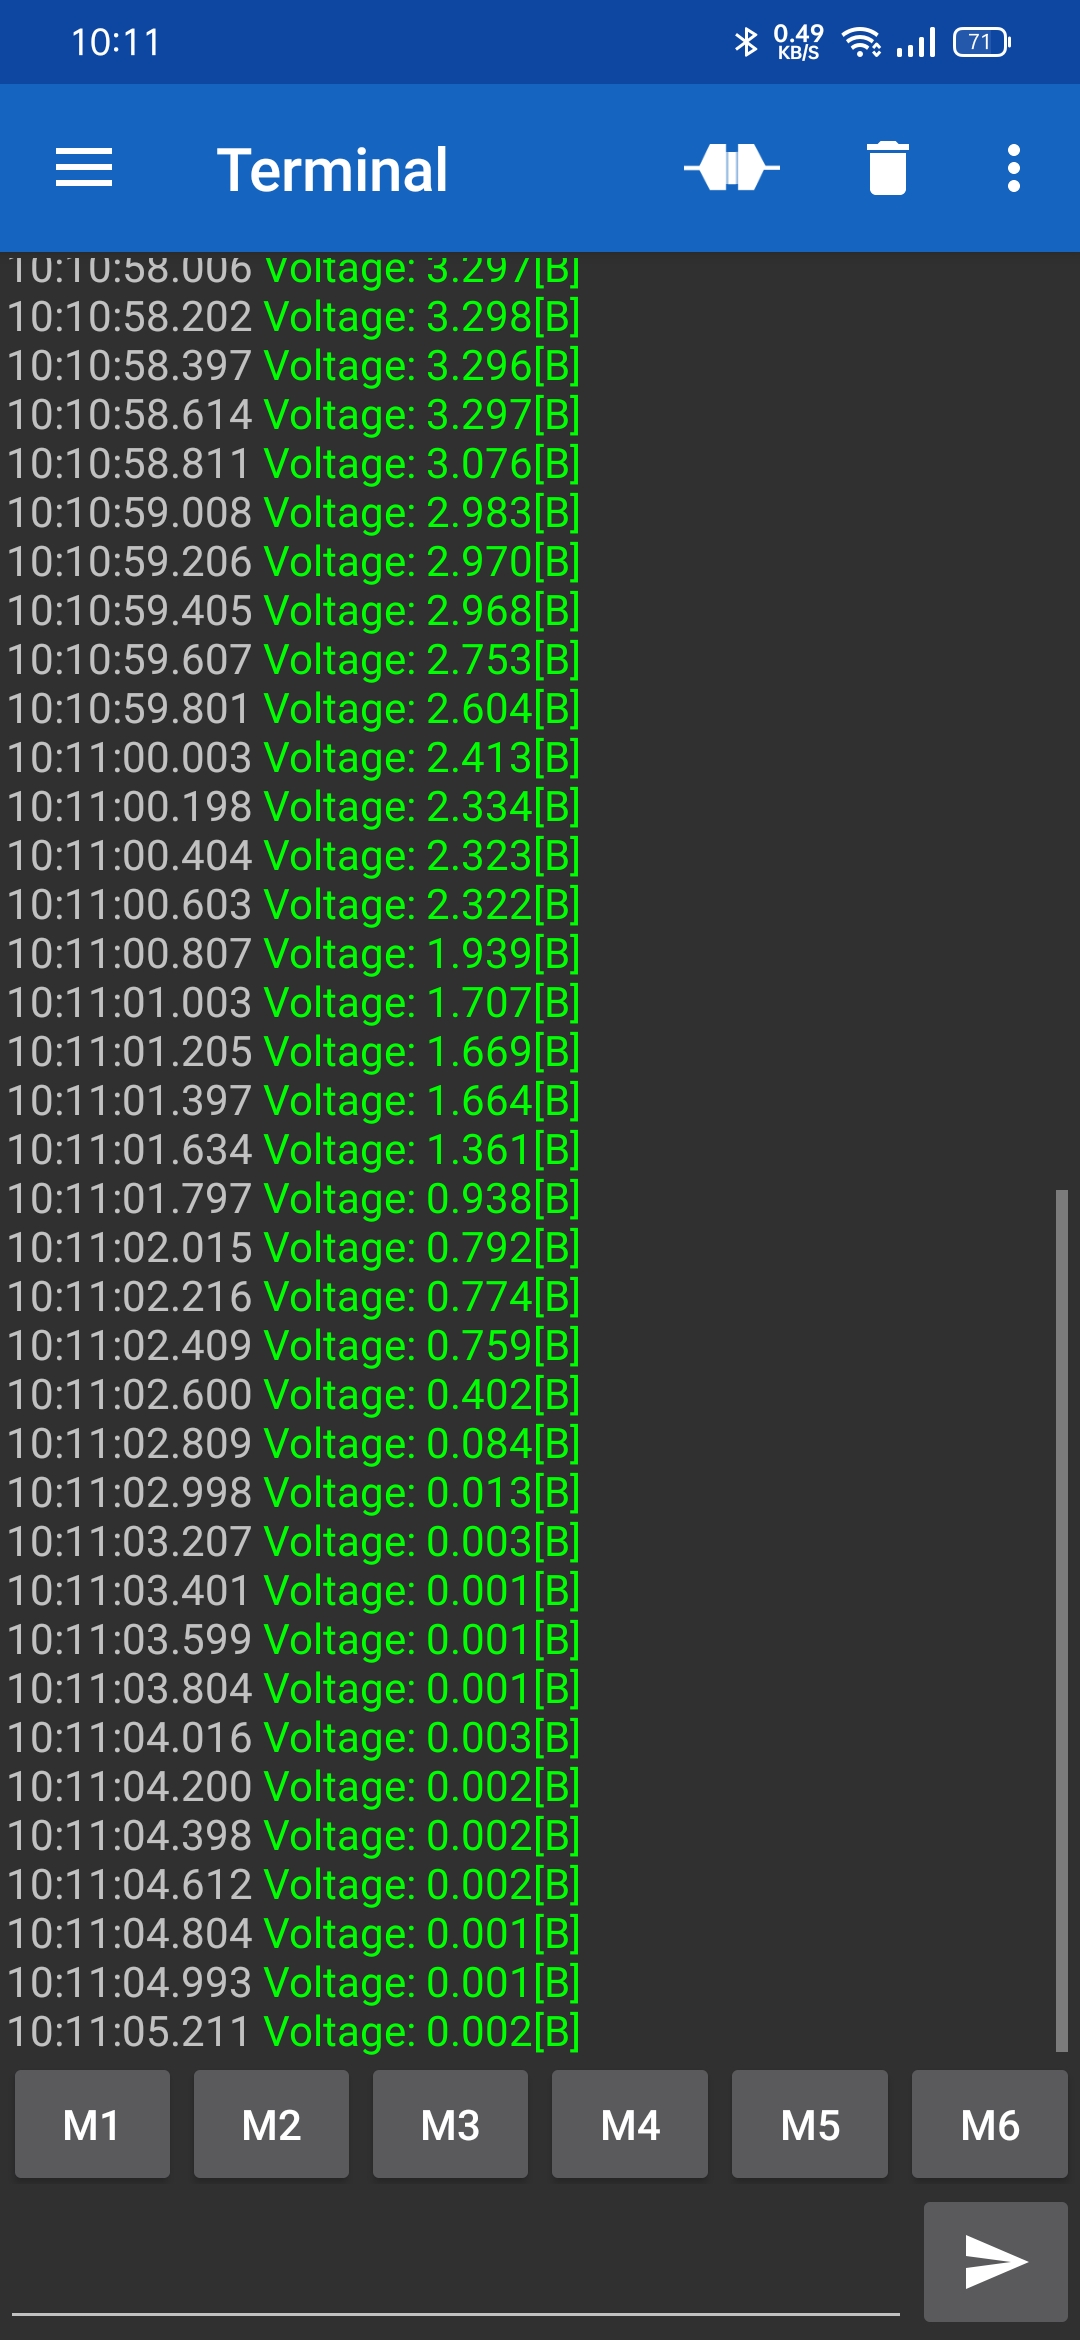 10:11
0.49
KB/S
71
Terminal
10:10:58.006 Voltage: 3.297[B]
10:10:58.202 Voltage: 3.298[B]
10:10:58.397 Voltage: 3.296[B]
10:10:58.614 Voltage: 3.297[B]
10:10:58.811 Voltage: 3.076[B]
10:10:59.008 Voltage: 2.983[B]
10:10:59.206 Voltage: 2.970[B]
10:10:59.405 Voltage: 2.968[B]
10:10:59.607 Voltage: 2.753[B]
10:10:59.801 Voltage: 2.604[B]
10:11:00.003 Voltage: 2.413[B]
10:11:00.198 Voltage: 2.334[B]
10:11:00.404 Voltage: 2.323[B]
10:11:00.603 Voltage: 2.322[B]
10:11:00.807 Voltage: 1.939[B]
10:11:01.003 Voltage: 1.707[B]
10:11:01.205 Voltage: 1.669[B]
10:11:01.397 Voltage: 1.664[B]
10:11:01.634 Voltage: 1.361[B]
10:11:01.797 Voltage: 0.938[B]
10:11:02.015 Voltage: 0.792[B]
10:11:02.216 Voltage: 0.774[B]
10:11:02.409 Voltage: 0.759[B]
10:11:02.600 Voltage: 0.402[B]
10:11:02.809 Voltage: 0.084[B]
10:11:02.998 Voltage: 0.013[B]
10:11:03.207 Voltage: 0.003[B]
10:11:03.401 Voltage: 0.001[B]
10:11:03.599 Voltage: 0.001[B]
10:11:03.804 Voltage: 0.001[B]
10:11:04.016 Voltage: 0.003[B]
10:11:04.200 Voltage: 0.002[B]
10:11:04.398 Voltage: 0.002[B]
10:11:04.612 Voltage: 0.002[B]
10:11:04.804 Voltage: 0.001[B]
10:11:04.993 Voltage: 0.001[B]
10:11:05.211 Voltage: 0.002[B]
M1 M2 M3 M4 M5 M6